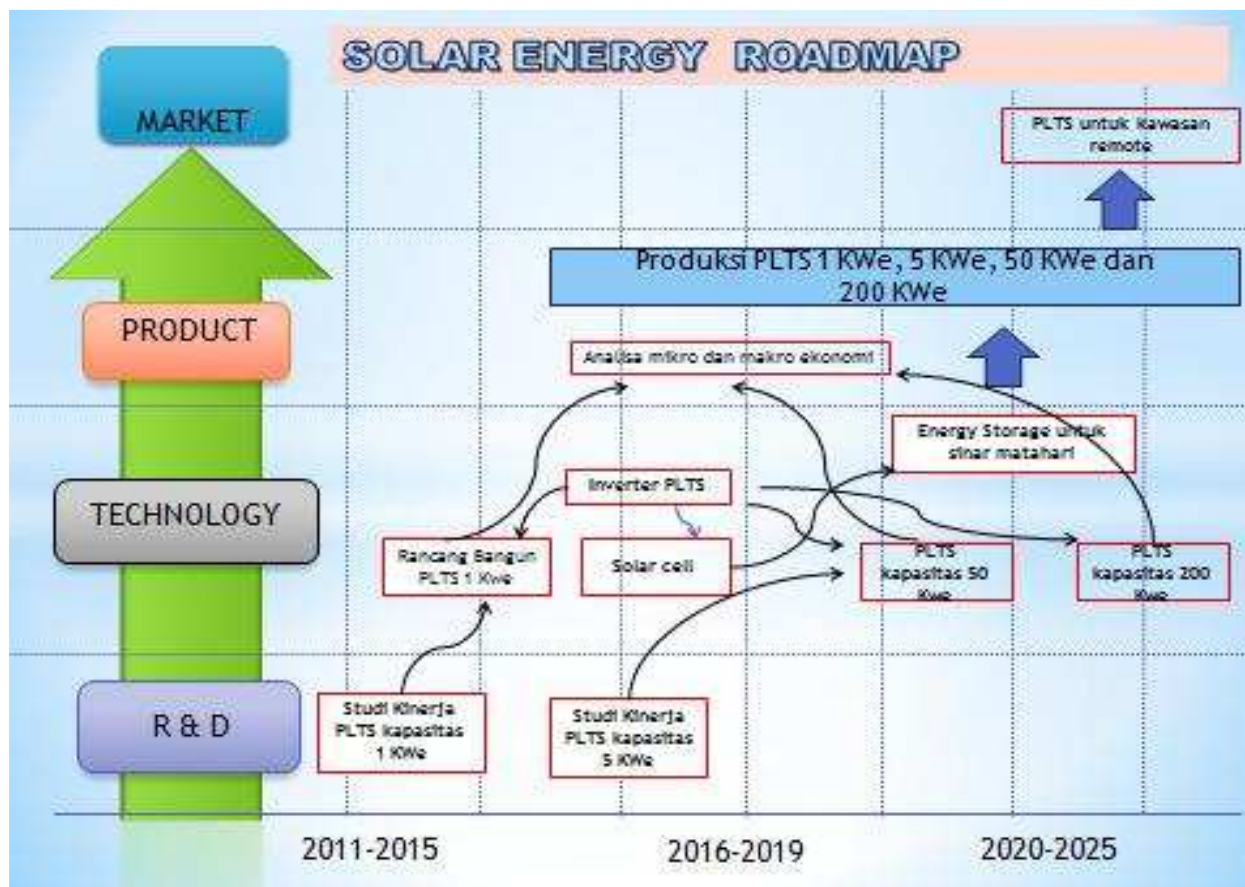 SOLAR ENERGY ROADMAP
MARKET
PLTS untuk Kawasan
remote
Produksi PLTS 1 KWe, 5 KWe, 50 KWe dan
200 KWe
PRODUCT
Analisa mikro dan makro ekonomi
Energy Storage untuk
sinar matahari
Inverter PLTS
TECHNOLOGY
Rancang Bangun
PLTS 1 Kwe
Solar cell
PLTS
kapasitas 50
Kwe
PLTS
kapasitas 200
Kwe
R & D
Studi Kinerja
PLTS kapasitas
1 KWe
Studi Kinerja
PLTS kapasitas
5 KWe
2011-2015
2016-2019
2020-2025